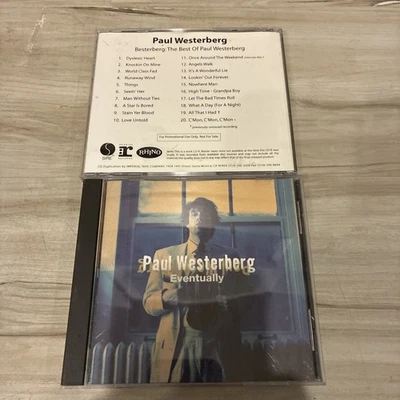 Paul Westerberg
Besterberg: The Best Of Paul Westerberg
1. Dyslexic Heart
2. Knockin On Mine
3. World Class Fad
4. Runaway Wind
5. Things
6. Swein' Her
7. Man Without Ties
8. A Star Is Bored
9. Stain Yer Blood
10. Love Untold
11. Once Around The Weekend
12. Angels Walk
13. It's A Wonderful Lie
14. Lookin' Out Forever
15. Nowhere Man
16. High Time - Grandpa Boy
17. Let The Bad Times Roll
18. What A Day (For A Night)
19. All That I Had †
20. C'Mon, C'Mon, C'Mon -
† previously unissued recording
For Promotional Use Only, Not For Sale
SIRE
RHINO
Paul Westerberg
Eventually